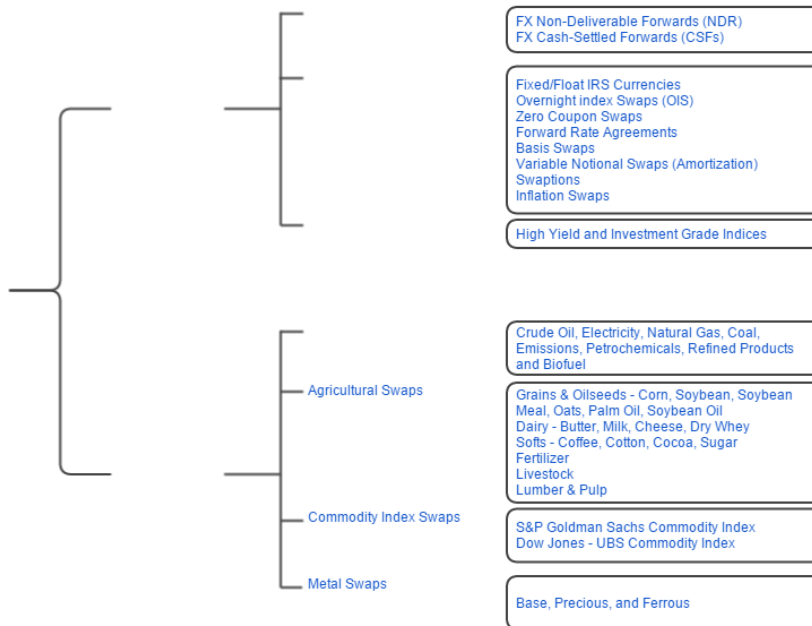 FX Non-Deliverable Forwards (NDR)
FX Cash-Settled Forwards (CSFs)
Fixed/Float IRS Currencies
Overnight index Swaps (OIS)
Zero Coupon Swaps
Forward Rate Agreements
Basis Swaps
Variable Notional Swaps (Amortization)
Swaptions
Inflation Swaps
High Yield and Investment Grade Indices
Crude Oil, Electricity, Natural Gas, Coal,
Emissions, Petrochemicals, Refined Products
and Biofuel
Agricultural Swaps
Grains & Oilseeds - Corn, Soybean, Soybean
Meal, Oats, Palm Oil, Soybean Oil
Dairy - Butter, Milk, Cheese, Dry Whey
Softs - Coffee, Cotton, Cocoa, Sugar
Fertilizer
Livestock
Lumber & Pulp
Commodity Index Swaps
S&P Goldman Sachs Commodity Index
Dow Jones - UBS Commodity Index
Metal Swaps
Base, Precious, and Ferrous